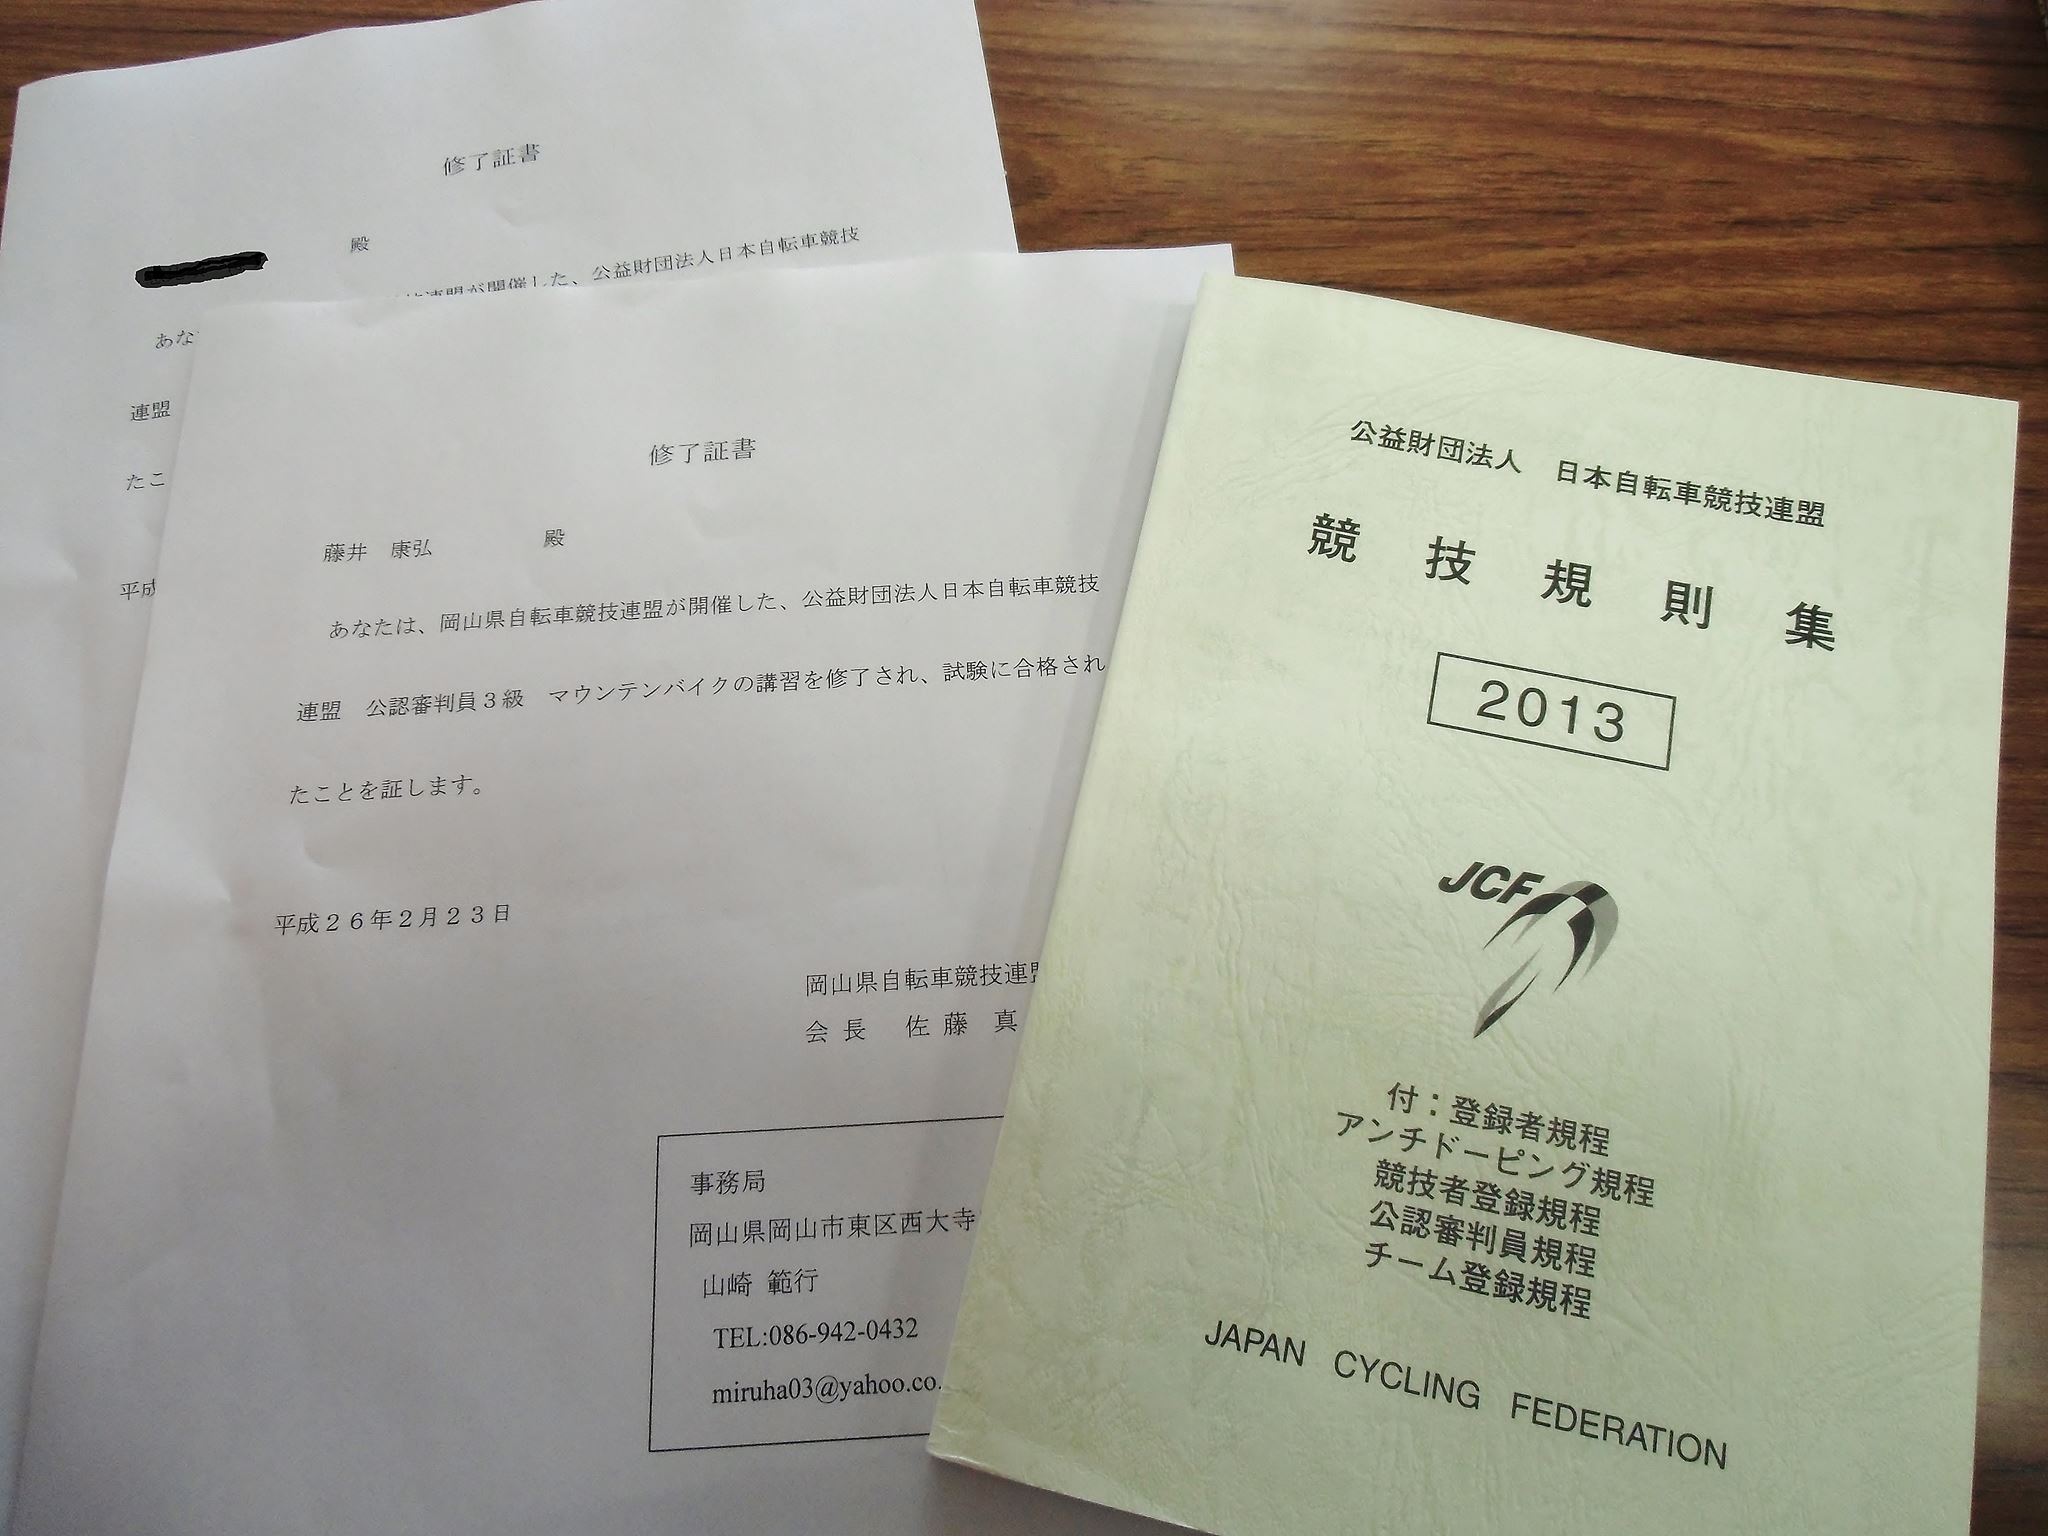 修了証書
殿
公益財団法人日本自転車競技
連盟が開催した、
あな
連盟
たこ
平成
修了証書
藤井 康弘 殿
あなたは、岡山県自転車競技連盟が開催した、公益財団法人日本自転車競技
連盟 公認審判員３級 マウンテンバイクの講習を修了され、試験に合格され
たことを証します。
平成２６年２月２３日
岡山県自転車競技連盟
会長 佐藤 真
事務局
岡山県岡山市東区西大寺
山崎 範行
TEL:086-942-0432
miruha03@yahoo.co.
公益財団法人 日本自転車競技連盟
競技規則集
2013
JCF
付：登録者規程
アンチドーピング規程
競技者登録規程
公認審判員規程
チーム登録規程
JAPAN CYCLING FEDERATION